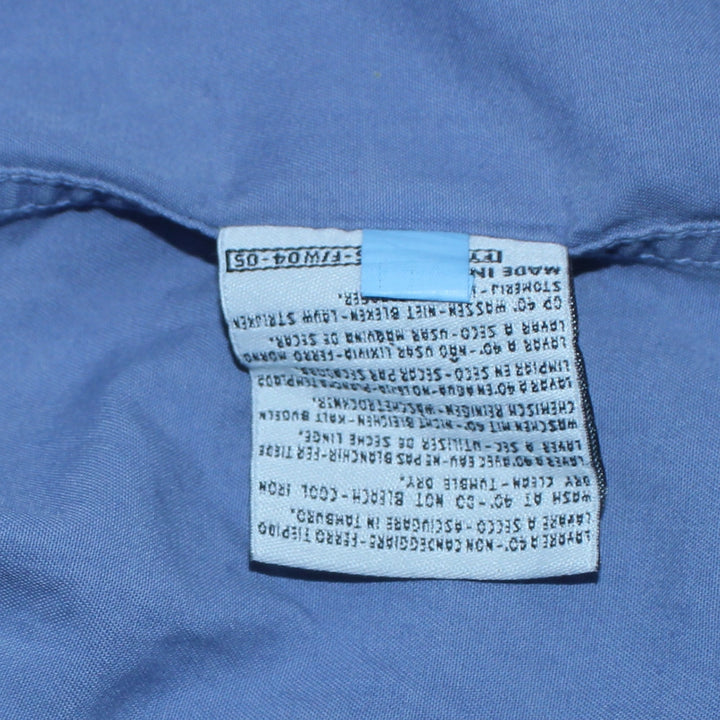 LAVARE A 40°-NON CANDEGGIARE-FERRO TIEPIDO
LAVARE A SECCO-ASCIUGARE IN TAMBURO.
WASH AT 40°-DO NOT BLEACH-COOL IRON
DRY CLEAN-TUMBLE DRY.
LAVER A 40° AVEC EAU-NE PAS BLANCHIR-FER TIEDE
LAVER A SEC-UTILISER DE SECHE LINGE.
WASCHEN MIT 40°-NICHT BLEICHEN-KALT BUGELN
CHEMISCH REINIGEN-WASCHETROCKNER.
LAVAR A 40° EN AGUA-NO LEJIA-PLANCHA TEMPLADA
LIMPIAR EN SECO-SECAR POR SECADORA
LAVAR A 40°-NÃO USAR LIXIVIA-FERRO MORNO
LAVAR A SECO-USAR MAQUINA DE SECAR.
OP 40° WASSEN-NIET BLEKEN-LAUW STRIJKEN
STOMERIJ-
MADE IN
F/W04-05